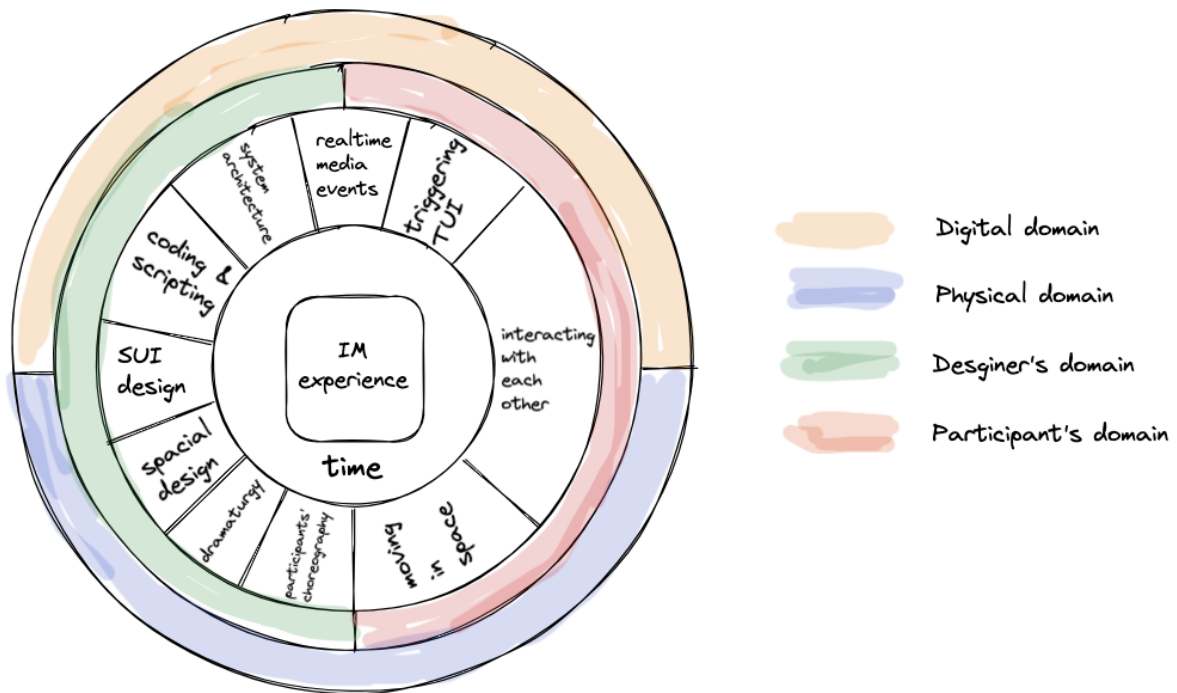 realtime
media
events
triggering
TUI
interacting
with
each
other
moving
in
space
participants'
choreography
dramaturgy
spacial
design
SUI
design
coding &
scripting
system
architecture
IM
experience
time
Digital domain
Physical domain
Desginer's domain
Participant's domain